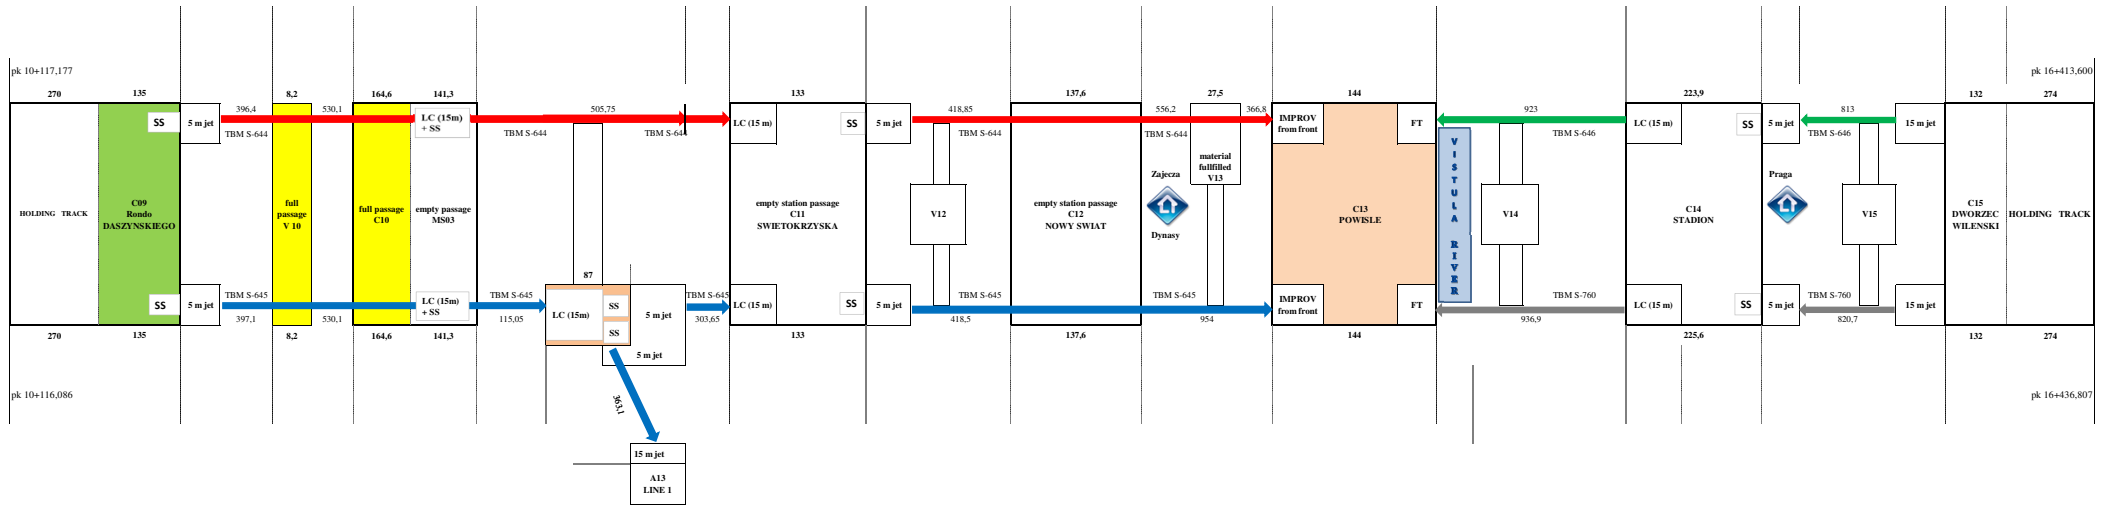 pk 10+117,177
pk 16+413,600
270 135 8,2 164,6 141,3 133 137,6 27,5 144 223,9 132 274
396,4 530,1 505,75 418,85 556,2 366,8 923 813
SS 5 m jet LC (15m) LC (15 m) SS 5 m jet IMPROV FT LC (15 m) SS 5 m jet 15 m jet
+ SS from front
TBM S-644 TBM S-644 TBM S-644 TBM S-644 TBM S-644 TBM S-646 TBM S-646
material
fullfilled
V13
Zajecza
Praga
HOLDING TRACK
C09
Rondo
DASZYNSKIEGO
full
passage
V 10
full passage
C10
empty passage
MS03
empty station passage
C11
SWIETOKRZYSKA
V12
empty station passage
C12
NOWY SWIAT
Dynasy
C13
POWISLE
VISTULA RIVER
V14
C14
STADION
V15
C15
DWORZEC
WILENSKI
HOLDING TRACK
87
TBM S-645 TBM S-645 TBM S-645 TBM S-645 TBM S-645 TBM S-760 TBM S-760
SS 5 m jet LC (15m) LC (15m) SS 5 m jet LC (15 m) SS 5 m jet IMPROV FT LC (15 m) SS 5 m jet 15 m jet
+ SS SS from front
397,1 530,1 115,05 303,65 418,5 954 936,9 820,7
270 135 8,2 164,6 141,3 133 137,6 144 225,6 132 274
5 m jet
pk 10+116,086
pk 16+436,807
363,1
15 m jet
A13
LINE 1